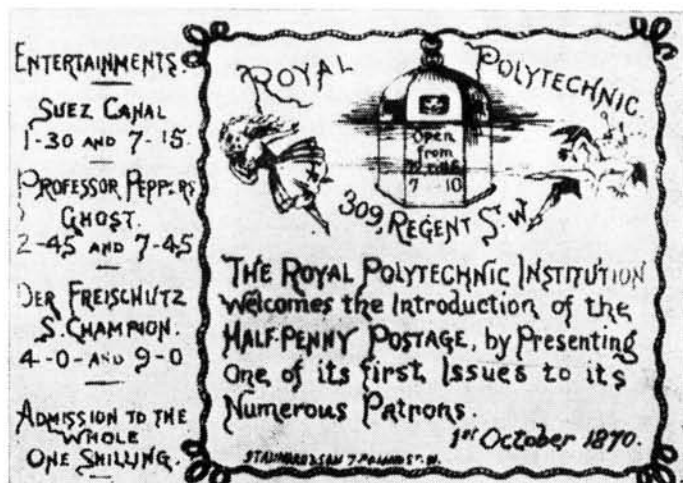 ENTERTAINMENTS.
SUEZ CANAL
1-30 AND 7-15.
PROFESSOR PEPPERS
GHOST.
2-45 AND 7-45
DER FREISCHUTZ
S. CHAMPION.
4-0- AND 9-0
ADMISSION TO THE
WHOLE
ONE SHILLING.
ROYAL POLYTECHNIC.
Open
from
7 10
309, REGENT S. W.
THE ROYAL POLYTECHNIC INSTITUTION
Welcomes the Introduction of the
HALF-PENNY POSTAGE, by Presenting
One of its first Issues to its
Numerous Patrons.
1st October 1870.